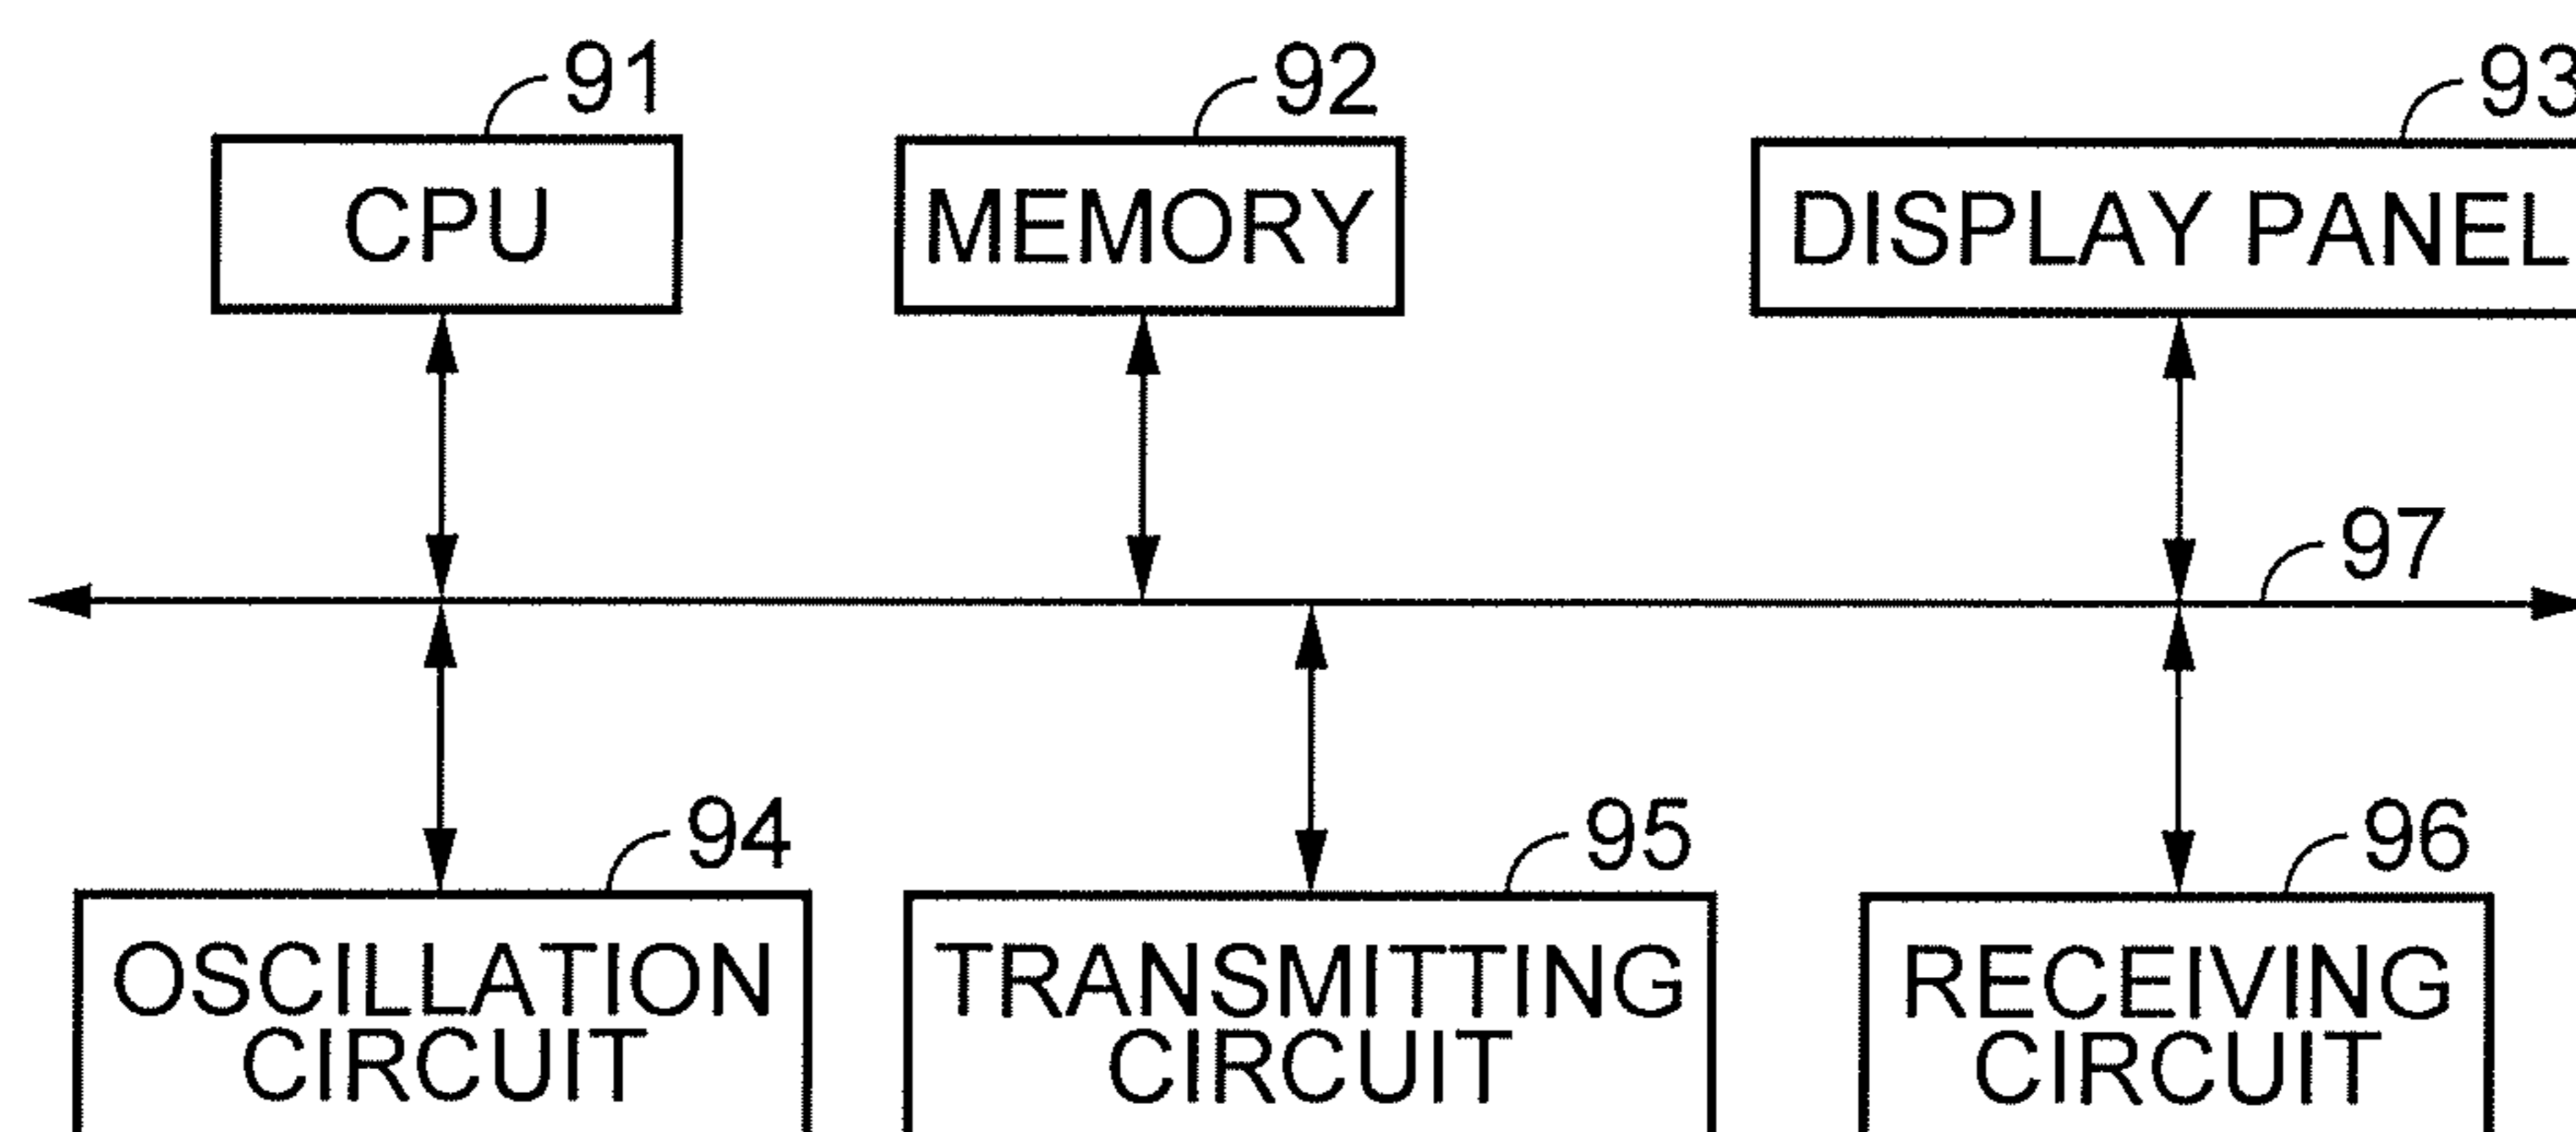 91
92
93
CPU
MEMORY
DISPLAY PANEL
97
94
95
96
OSCILLATION
CIRCUIT
TRANSMITTING
CIRCUIT
RECEIVING
CIRCUIT